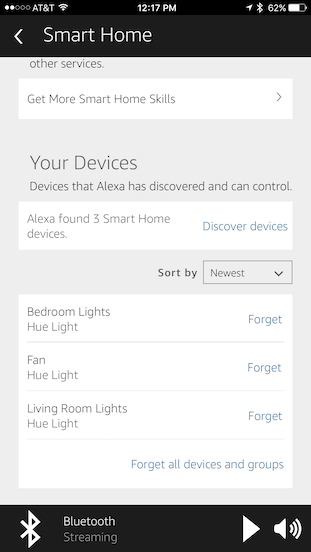 AT&T 12:17 PM 62%
Smart Home
other services.
Get More Smart Home Skills
Your Devices
Devices that Alexa has discovered and can control.
Alexa found 3 Smart Home
devices.
Discover devices
Sort by Newest
Bedroom Lights
Hue Light
Forget
Fan
Hue Light
Forget
Living Room Lights
Hue Light
Forget
Forget all devices and groups
Bluetooth
Streaming